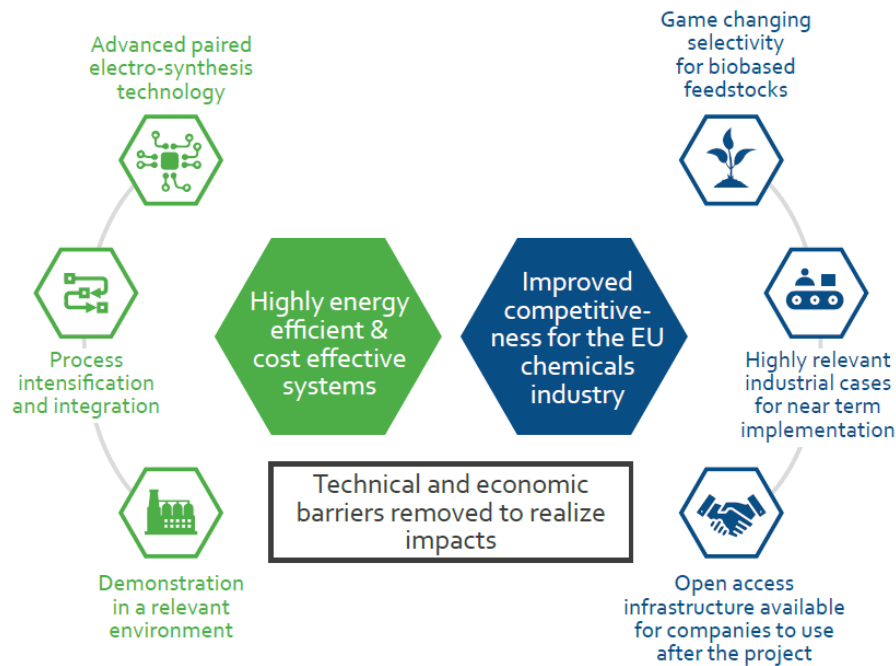 Advanced paired
electro-synthesis
technology
Process
intensification
and integration
Demonstration
in a relevant
environment
Highly energy
efficient &
cost effective
systems
Improved
competitive-
ness for the EU
chemicals
industry
Technical and economic
barriers removed to realize
impacts
Game changing
selectivity
for biobased
feedstocks
Highly relevant
industrial cases
for near term
implementation
Open access
infrastructure available
for companies to use
after the project